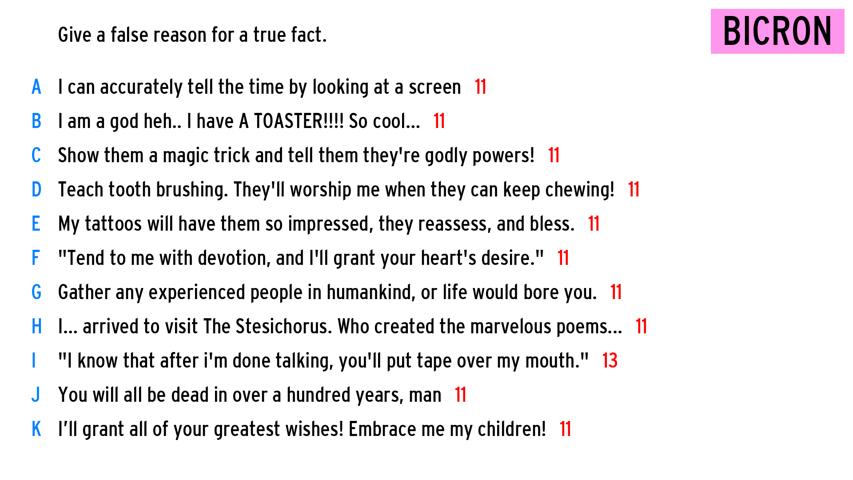 Give a false reason for a true fact.
BICRON
A I can accurately tell the time by looking at a screen 11
B I am a god heh.. I have A TOASTER!!!! So cool... 11
C Show them a magic trick and tell them they're godly powers! 11
D Teach tooth brushing. They'll worship me when they can keep chewing! 11
E My tattoos will have them so impressed, they reassess, and bless. 11
F "Tend to me with devotion, and I'll grant your heart's desire." 11
G Gather any experienced people in humankind, or life would bore you. 11
H I... arrived to visit The Stesichorus. Who created the marvelous poems... 11
I "I know that after i'm done talking, you'll put tape over my mouth." 13
J You will all be dead in over a hundred years, man 11
K I’ll grant all of your greatest wishes! Embrace me my children! 11